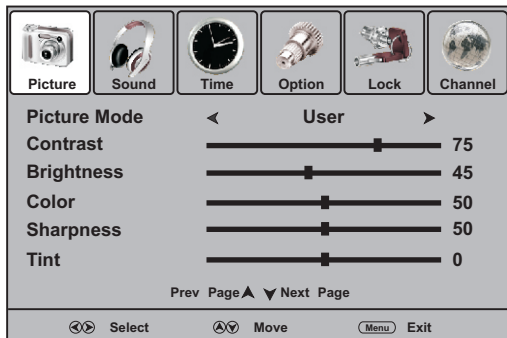 Picture Sound Time Option Lock Channel
Picture Mode User
Contrast 75
Brightness 45
Color 50
Sharpness 50
Tint 0
Prev Page Next Page
Select Move Menu Exit